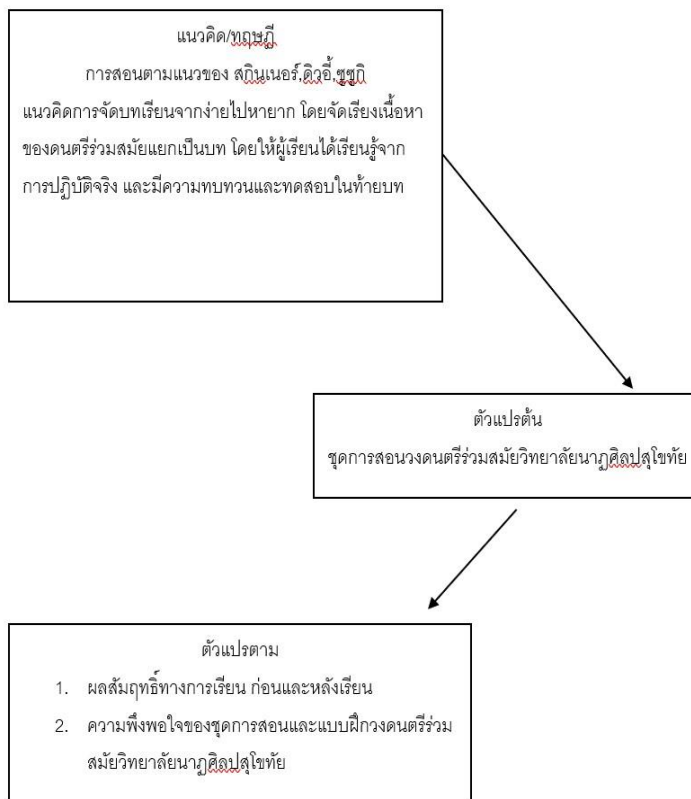 แนวคิด/ทฤษฎี
การสอนตามแนวของ สกินเนอร์,ดิวอี้,ซูซูกิ
แนวคิดการจัดบทเรียนจากง่ายไปหายาก โดยจัดเรียงเนื้อหา
ของดนตรีร่วมสมัยแยกเป็นบท โดยให้ผู้เรียนได้เรียนรู้จาก
การปฏิบัติจริง และมีความทบทวนและทดสอบในท้ายบท
ตัวแปรต้น
ชุดการสอนวงดนตรีร่วมสมัยวิทยาลัยนาฏศิลปสุโขทัย
ตัวแปรตาม
1. ผลสัมฤทธิ์ทางการเรียน ก่อนและหลังเรียน
2. ความพึงพอใจของชุดการสอนและแบบฝึกวงดนตรีร่วม
สมัยวิทยาลัยนาฏศิลปสุโขทัย